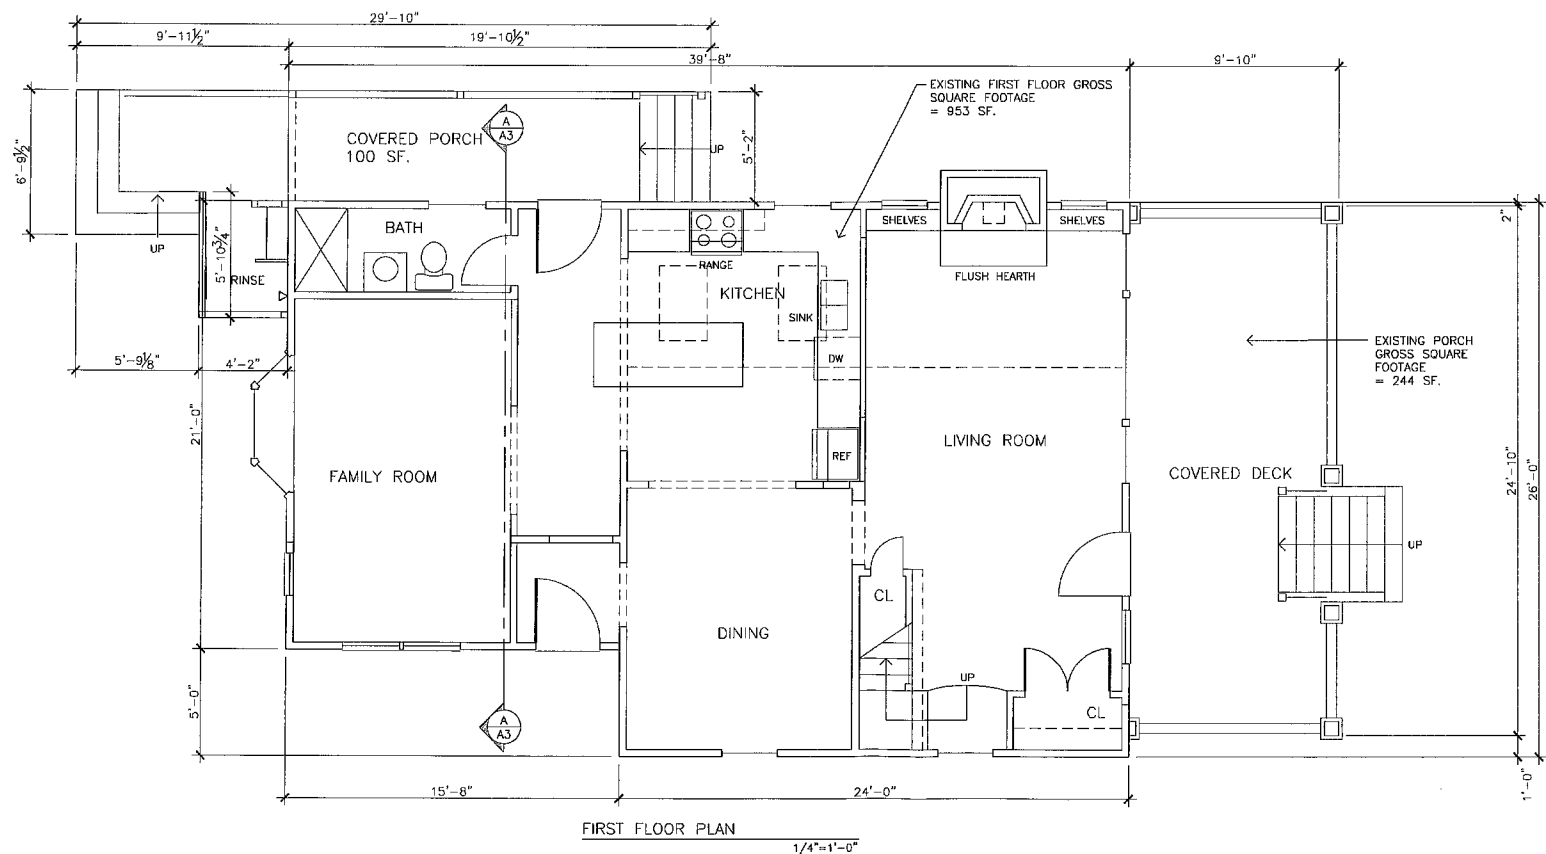 29'-10"
9'-11½"
19'-10½"
39'-8"
9'-10"
EXISTING FIRST FLOOR GROSS
SQUARE FOOTAGE
= 953 SF.
6'-9½"
COVERED PORCH
100 SF.
A
A3
UP
5'-2"
UP
5'-10¾"
RINSE
BATH
SHELVES
SHELVES
2"
RANGE
KITCHEN
SINK
FLUSH HEARTH
DW
EXISTING PORCH
GROSS SQUARE
FOOTAGE
= 244 SF.
5'-9⅛"
4'-2"
21'-0"
FAMILY ROOM
REF
LIVING ROOM
COVERED DECK
24'-10"
26'-0"
UP
CL
DINING
UP
CL
5'-0"
A
A3
1'-0"
15'-8"
24'-0"
FIRST FLOOR PLAN
1/4"=1'-0"